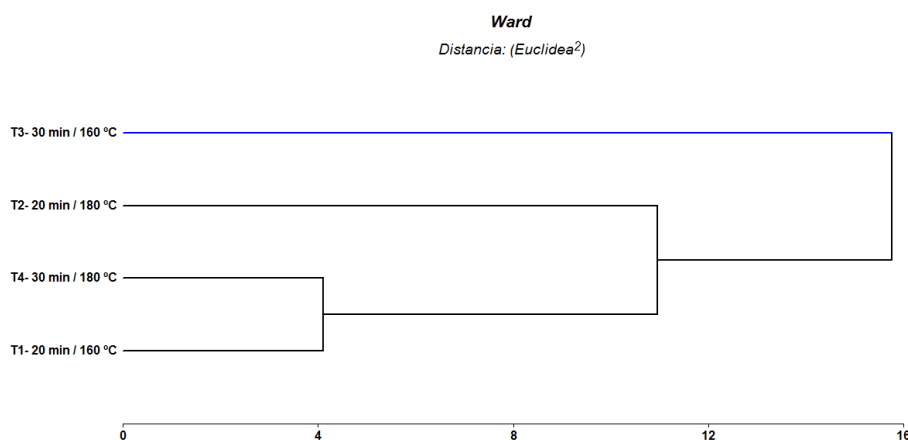 Ward
Distancia: (Euclidea²)
T3- 30 min / 160 ºC
T2- 20 min / 180 ºC
T4- 30 min / 180 ºC
T1- 20 min / 160 ºC
0 4 8 12 16